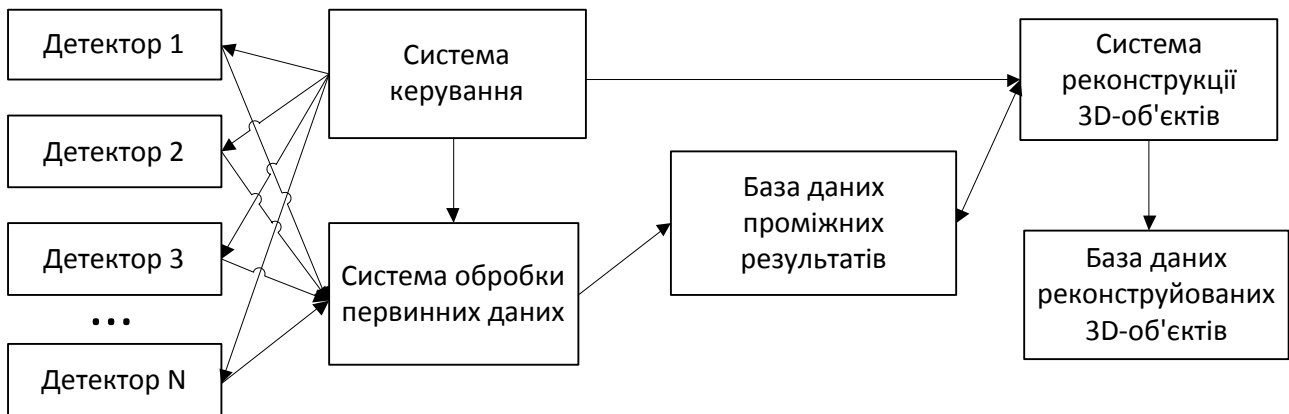 Детектор 1
Детектор 2
Детектор 3
...
Детектор N
Система
керування
Система обробки
первинних даних
База даних
проміжних
результатів
Система
реконструкції
3D-об'єктів
База даних
реконструйованих
3D-об'єктів